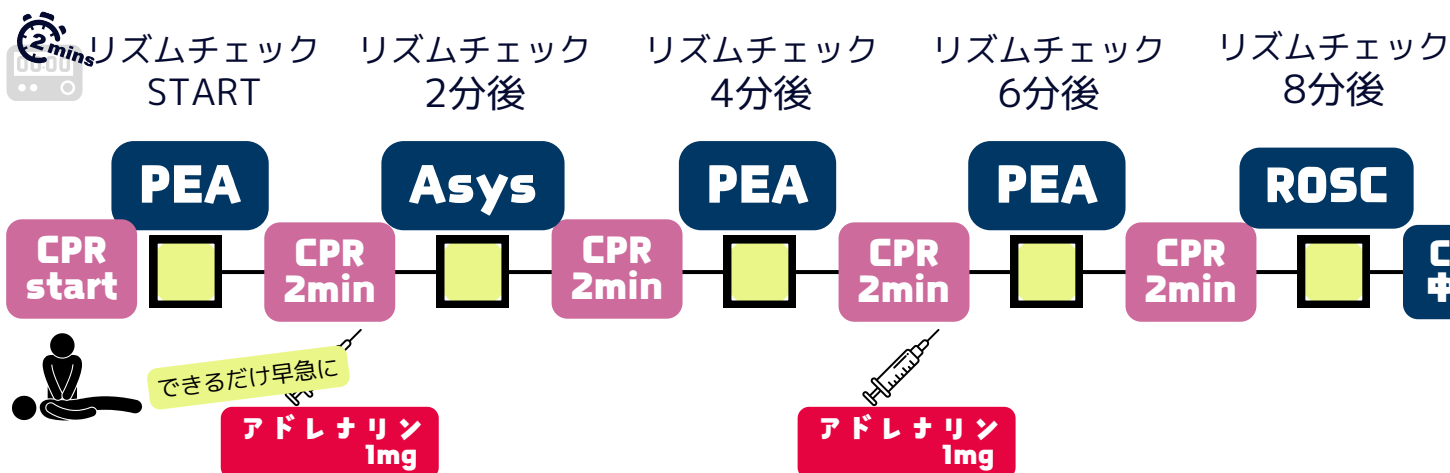 2mins
00:00
リズムチェック
START
リズムチェック
2分後
リズムチェック
4分後
リズムチェック
6分後
リズムチェック
8分後
PEA
Asys
PEA
PEA
ROSC
CPR
start
CPR
2min
CPR
2min
CPR
2min
CPR
2min
できるだけ早急に
アドレナリン
1mg
アドレナリン
1mg